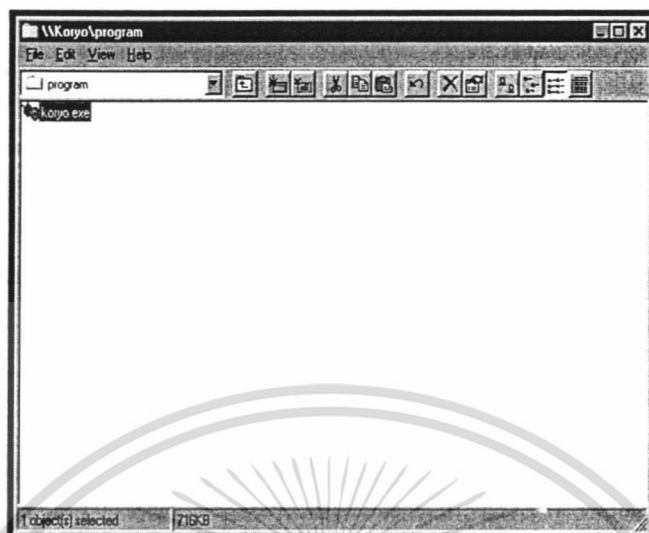 \\Koryo\program
File Edit View Help
program
koryo.exe
1 object(s) selected
716KB